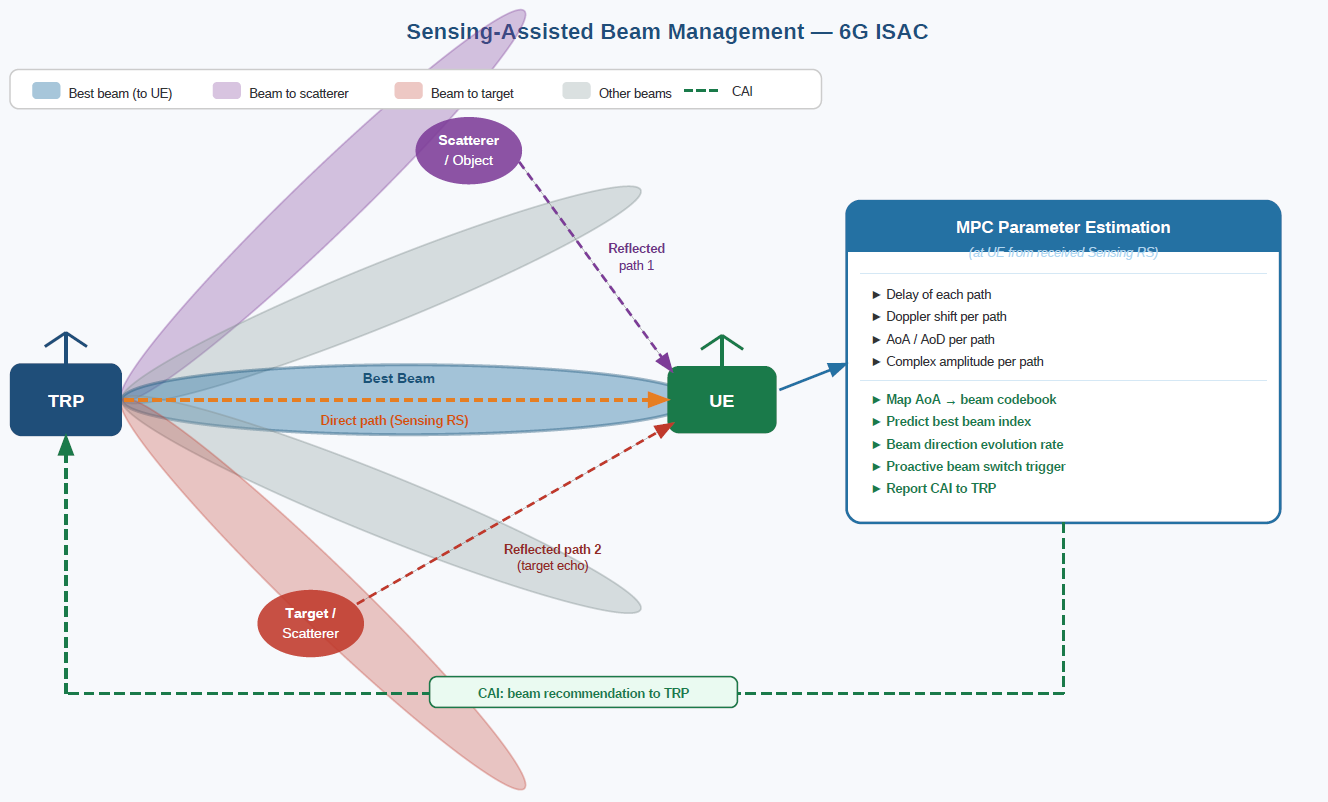 Sensing-Assisted Beam Management — 6G ISAC
Best beam (to UE)
Beam to scatterer
Beam to target
Other beams
CAI
Scatterer
/ Object
Reflected
path 1
MPC Parameter Estimation
(at UE from received Sensing RS)
► Delay of each path
► Doppler shift per path
► AoA / AoD per path
► Complex amplitude per path
► Map AoA → beam codebook
► Predict best beam index
► Beam direction evolution rate
► Proactive beam switch trigger
► Report CAI to TRP
TRP
Best Beam
Direct path (Sensing RS)
UE
Reflected path 2
(target echo)
Target /
Scatterer
CAI: beam recommendation to TRP